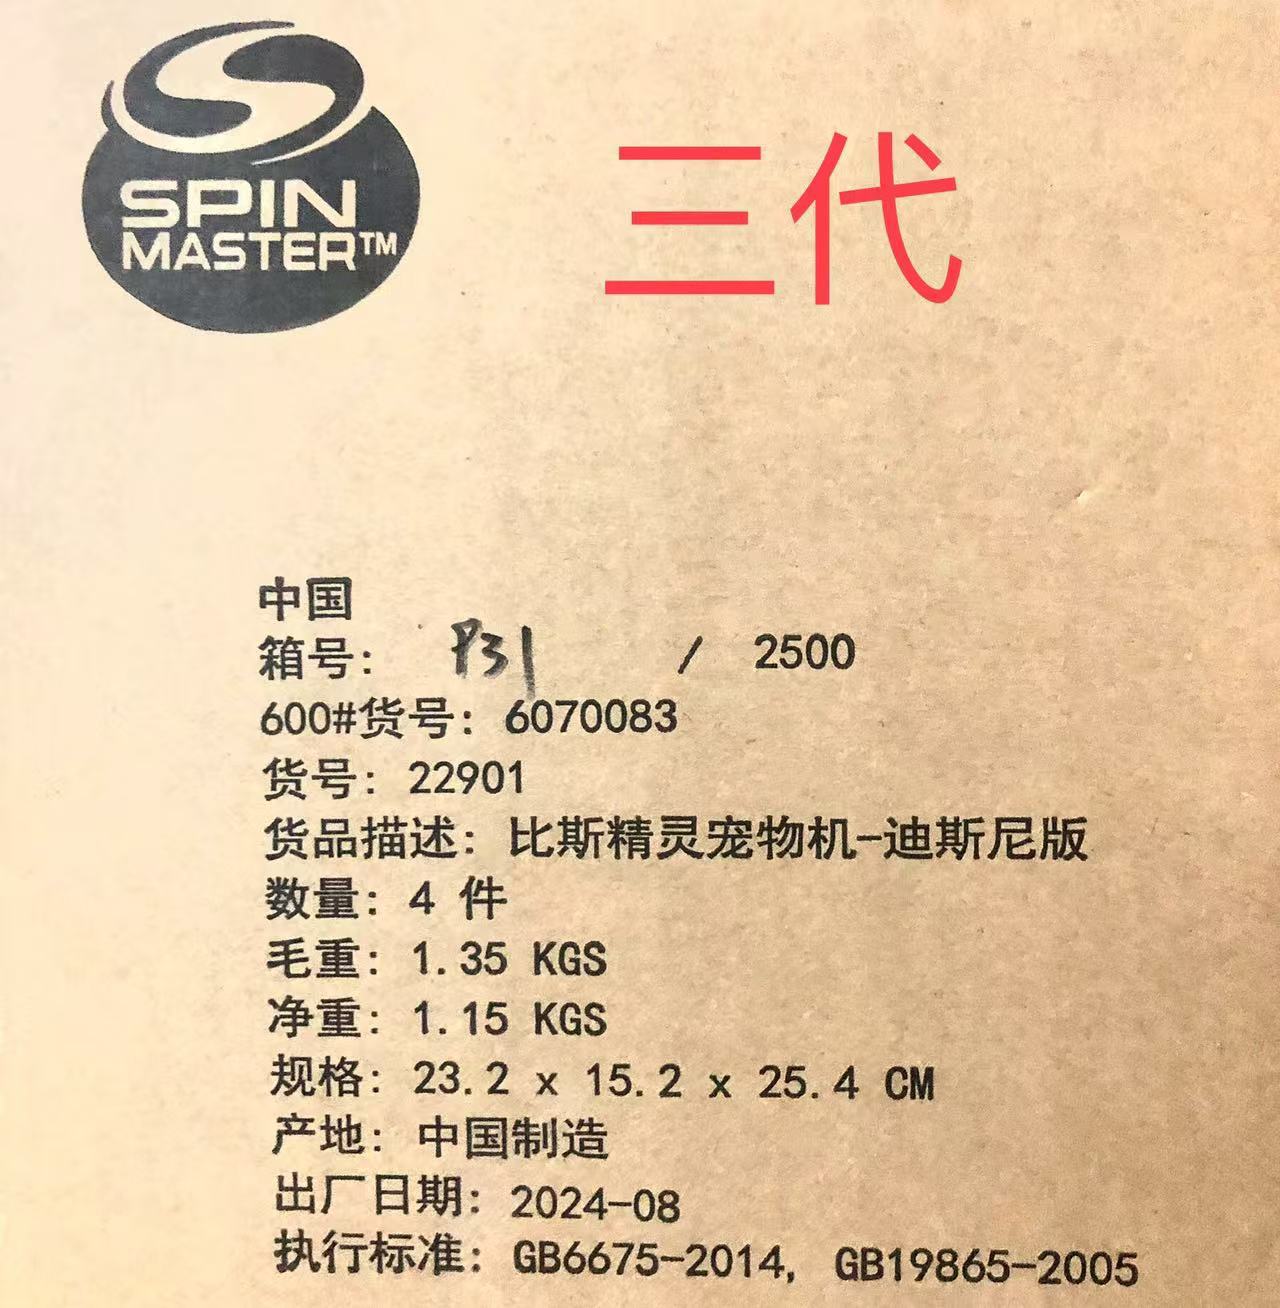 SPIN
MASTER™
三代
中国
箱号: / 2500
600#货号: 6070083
货号: 22901
货品描述: 比斯精灵宠物机-迪斯尼版
数量: 4 件
毛重: 1.35 KGS
净重: 1.15 KGS
规格: 23.2 x 15.2 x 25.4 CM
产地: 中国制造
出厂日期: 2024-08
执行标准: GB6675-2014, GB19865-2005